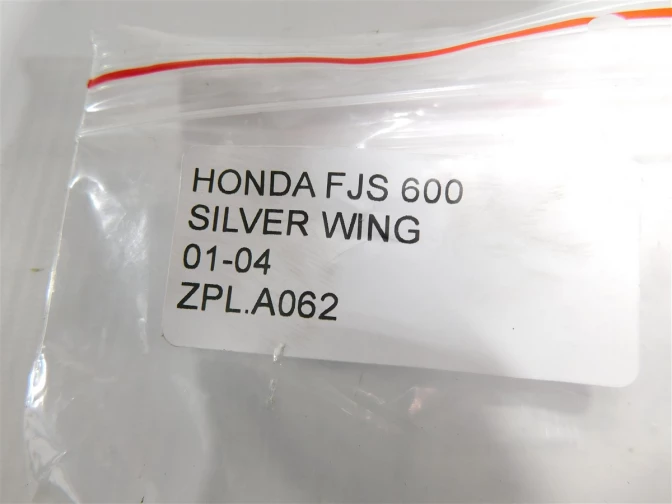 HONDA FJS 600
SILVER WING
01-04
ZPL.A062